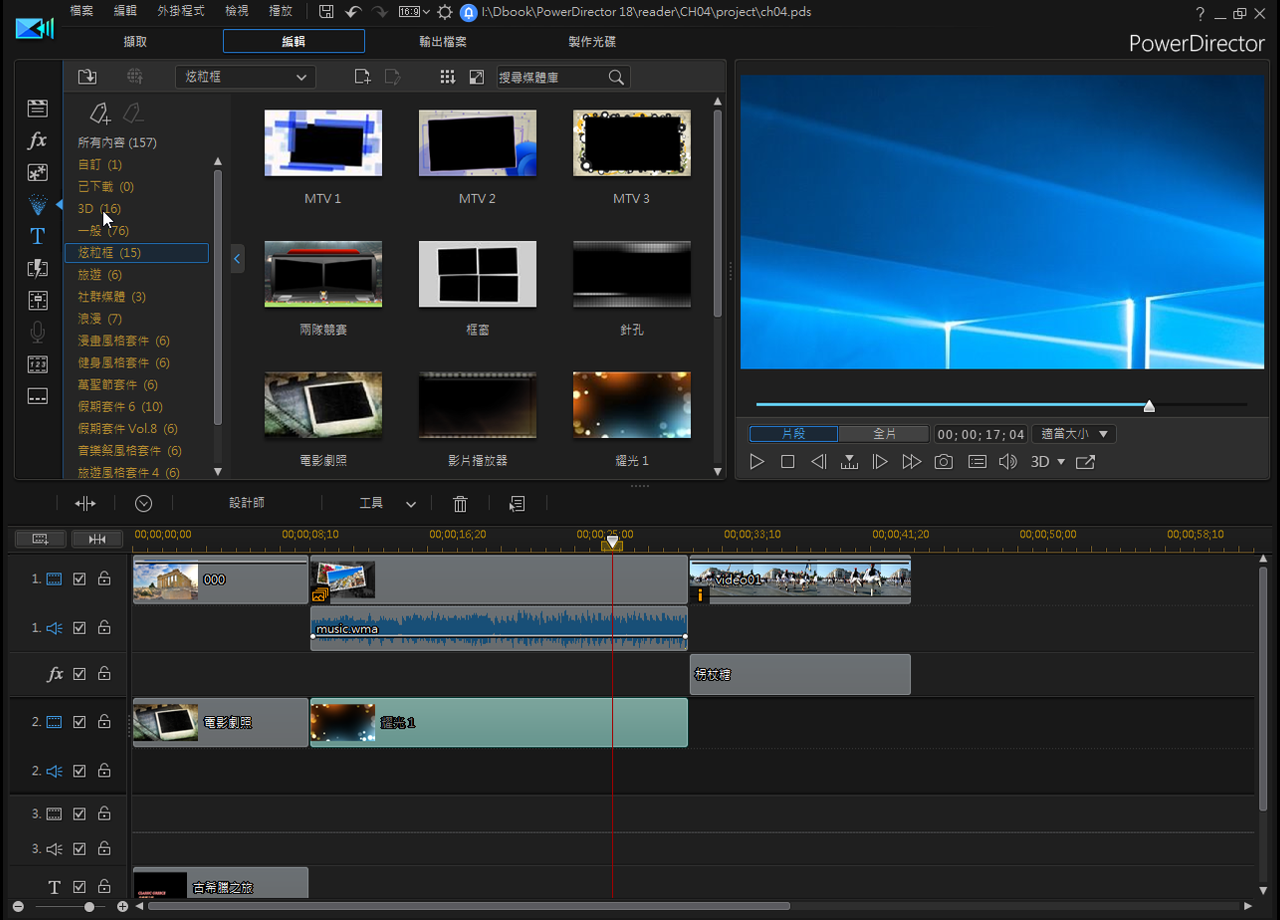 檔案 編輯 外掛程式 檢視 播放 16:9 I:\Dbook\PowerDirector 18\reader\CH04\project\ch04.pds ?
擷取 編輯 輸出檔案 製作光碟 PowerDirector
炫粒框 搜尋媒體庫
所有內容 (157)
自訂 (1)
已下載 (0)
3D (16)
一般 (76)
炫粒框 (15)
旅遊 (6)
社群媒體 (3)
浪漫 (7)
漫畫風格套件 (6)
健身風格套件 (6)
萬聖節套件 (6)
假期套件 6 (10)
假期套件 Vol.8 (6)
音樂祭風格套件 (6)
旅遊風格套件 4 (6)
fx
T
123
MTV 1 MTV 2 MTV 3
兩隊競賽 框窗 針孔
電影劇照 影片播放器 耀光 1
片段 全片 00;00;17;04 適當大小
3D
設計師 工具
00;00;00;00 00;00;08;10 00;00;16;20 00;00;25;00 00;00;33;10 00;00;41;20 00;00;50;00 00;00;58;10
1. 000 video01
1. music.wma
fx 柺杖糖
2. 電影劇照 耀光 1
2.
3.
3.
T CLASSIC GREECE 古希臘之旅